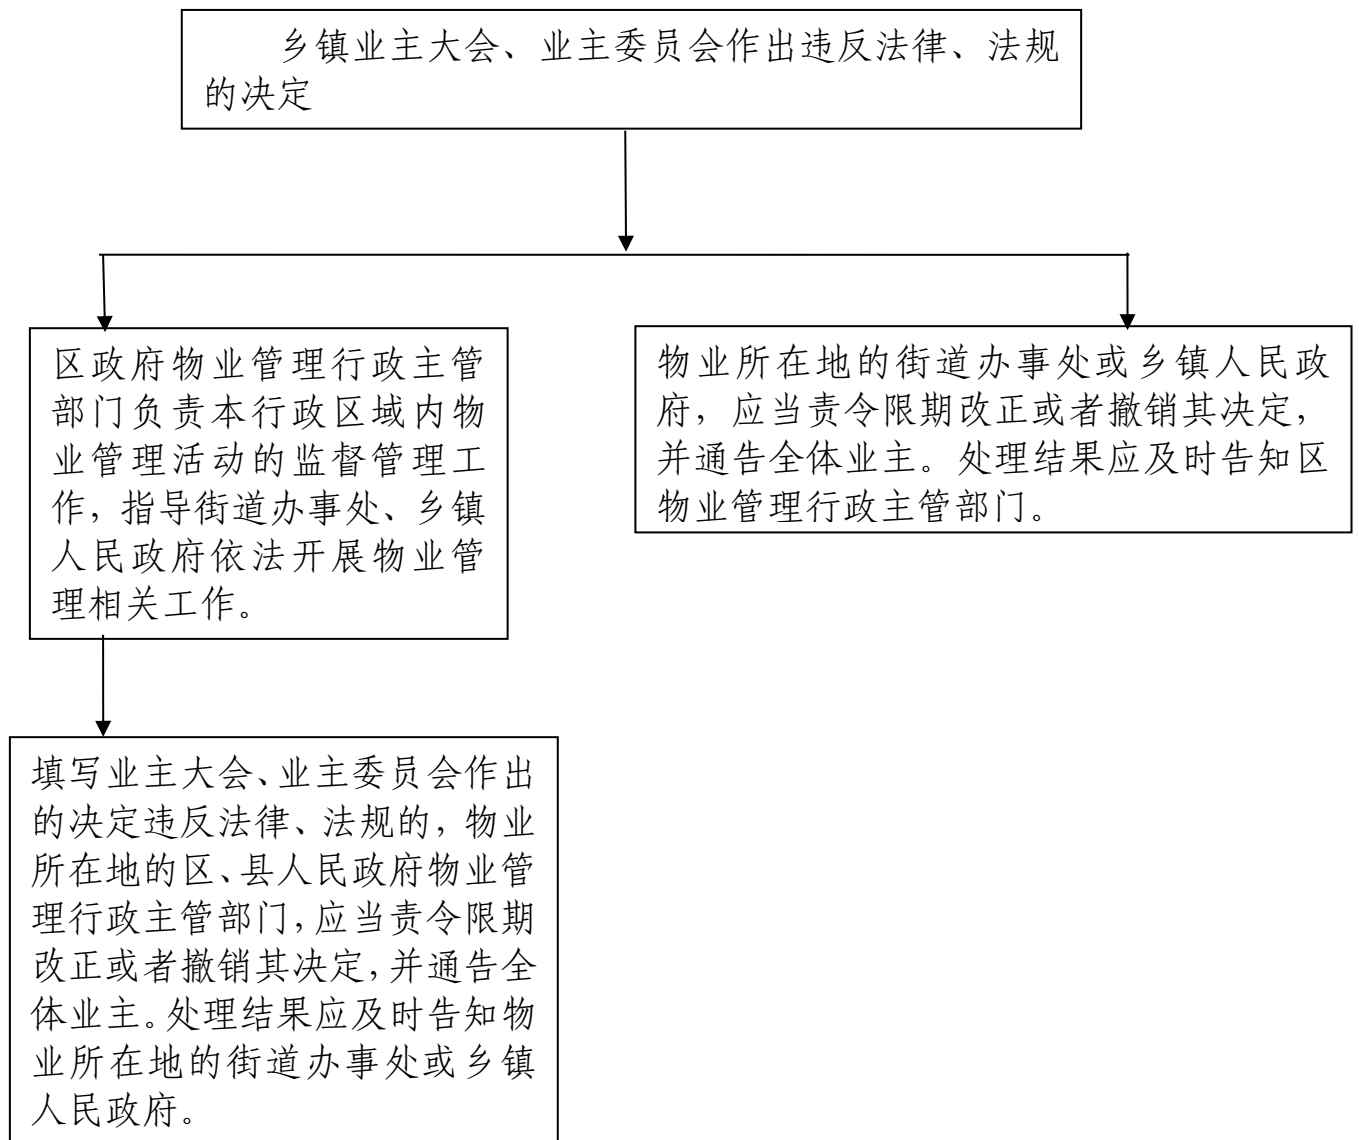 乡镇业主大会、业主委员会作出违反法律、法规
的决定
区政府物业管理行政主管
部门负责本行政区域内物
业管理活动的监督管理工
作，指导街道办事处、乡镇
人民政府依法开展物业管
理相关工作。
物业所在地的街道办事处或乡镇人民政
府，应当责令限期改正或者撤销其决定，
并通告全体业主。处理结果应及时告知区
物业管理行政主管部门。
填写业主大会、业主委员会作出
的决定违反法律、法规的，物业
所在地的区、县人民政府物业管
理行政主管部门，应当责令限期
改正或者撤销其决定，并通告全
体业主。处理结果应及时告知物
业所在地的街道办事处或乡镇
人民政府。